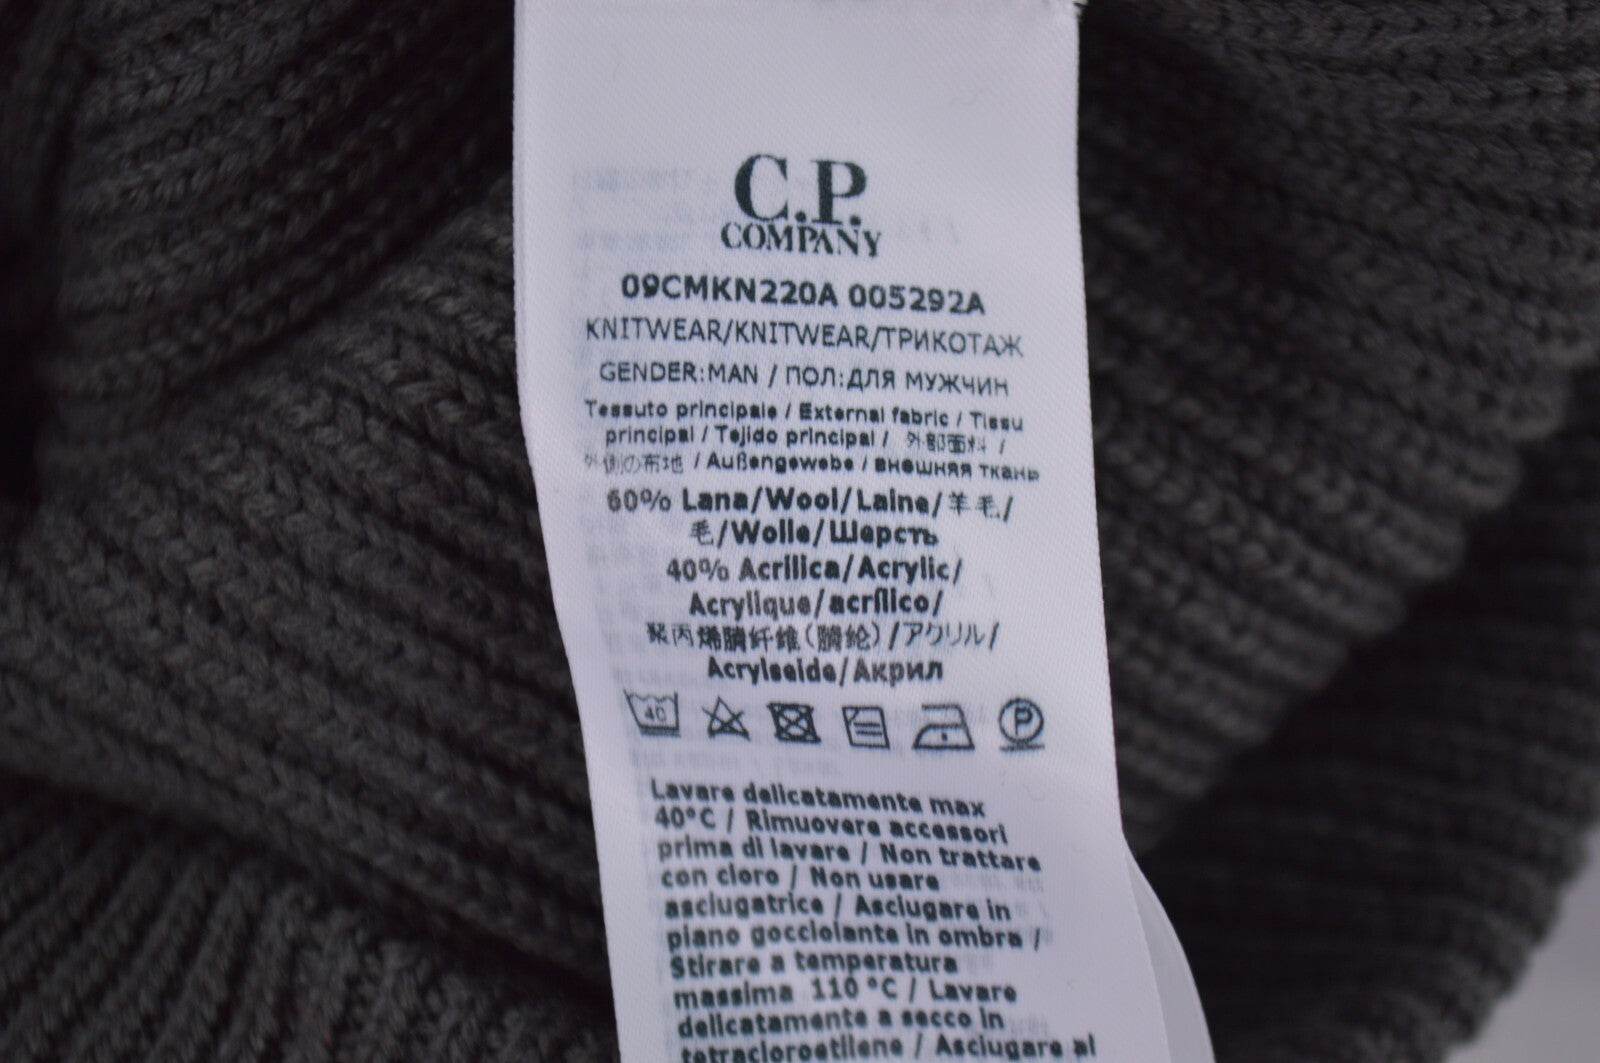 C.P.
COMPANY
09CMKN220A 005292A
KNITWEAR/KNITWEAR/ТРИКОТАЖ
GENDER:MAN / ПОЛ:ДЛЯ МУЖЧИН
Tessuto principale / External fabric / Tissu
principal / Tejido principal / 外部面料 /
外側の布地 / Außengewebe / внешняя ткань
60% Lana/Wool/Laine/羊毛/
毛/Wolle/Шерсть
40% Acrilica/Acrylic/
Acrylique/acrílico/
聚丙烯腈纤维(腈纶)/アクリル/
Acrylseide/Акрил
40 P
Lavare delicatamente max
40°C / Rimuovere accessori
prima di lavare / Non trattare
con cloro / Non usare
asciugatrice / Asciugare in
piano gocciolante in ombra /
Stirare a temperatura
massima 110°C / Lavare
delicatamente a secco in
tetracloroetilene / Asciugare al